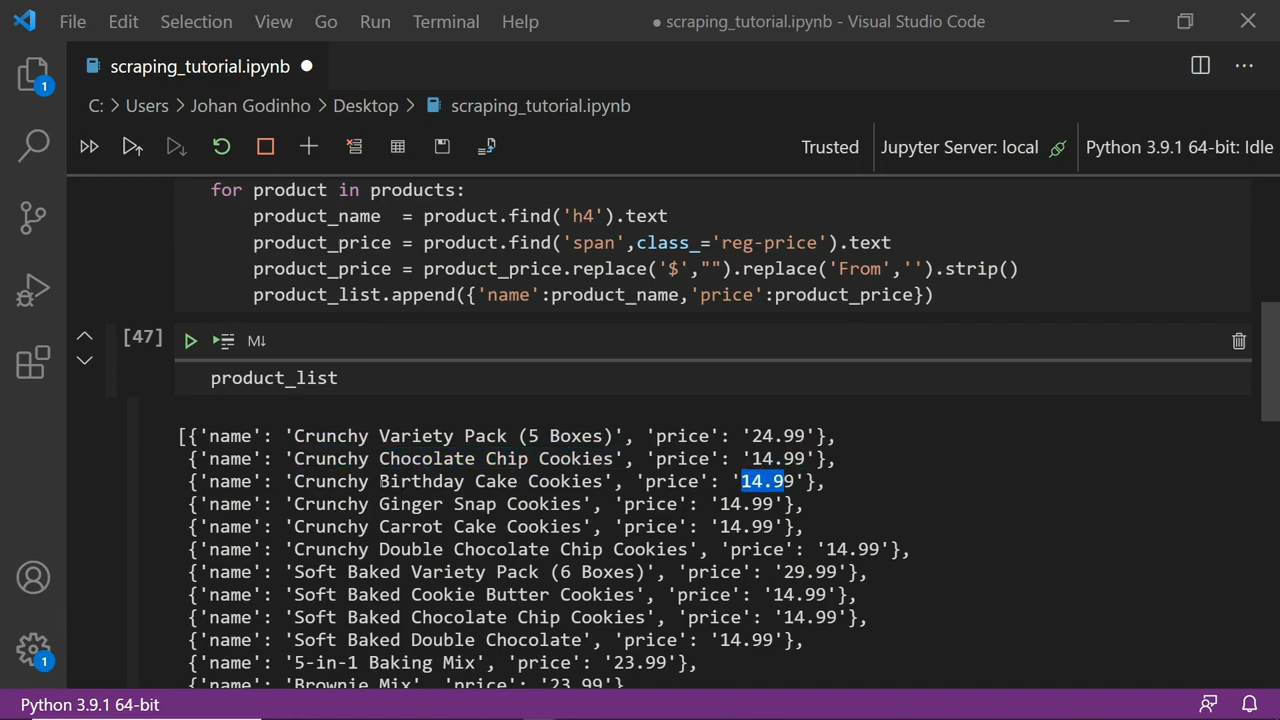 File Edit Selection View Go Run Terminal Help ● scraping_tutorial.ipynb - Visual Studio Code
scraping_tutorial.ipynb ●
C: > Users > Johan Godinho > Desktop > scraping_tutorial.ipynb
Trusted Jupyter Server: local Python 3.9.1 64-bit: Idle
for product in products:
product_name  = product.find('h4').text
product_price = product.find('span',class_='reg-price').text
product_price = product_price.replace('$',"").replace('From','').strip()
product_list.append({'name':product_name,'price':product_price})
[47] M↓
product_list
[{'name': 'Crunchy Variety Pack (5 Boxes)', 'price': '24.99'},
{'name': 'Crunchy Chocolate Chip Cookies', 'price': '14.99'},
{'name': 'Crunchy Birthday Cake Cookies', 'price': '14.99'},
{'name': 'Crunchy Ginger Snap Cookies', 'price': '14.99'},
{'name': 'Crunchy Carrot Cake Cookies', 'price': '14.99'},
{'name': 'Crunchy Double Chocolate Chip Cookies', 'price': '14.99'},
{'name': 'Soft Baked Variety Pack (6 Boxes)', 'price': '29.99'},
{'name': 'Soft Baked Cookie Butter Cookies', 'price': '14.99'},
{'name': 'Soft Baked Chocolate Chip Cookies', 'price': '14.99'},
{'name': 'Soft Baked Double Chocolate', 'price': '14.99'},
{'name': '5-in-1 Baking Mix', 'price': '23.99'},
{'name': 'Brownie Mix', 'price': '23.99'}
1
1
Python 3.9.1 64-bit